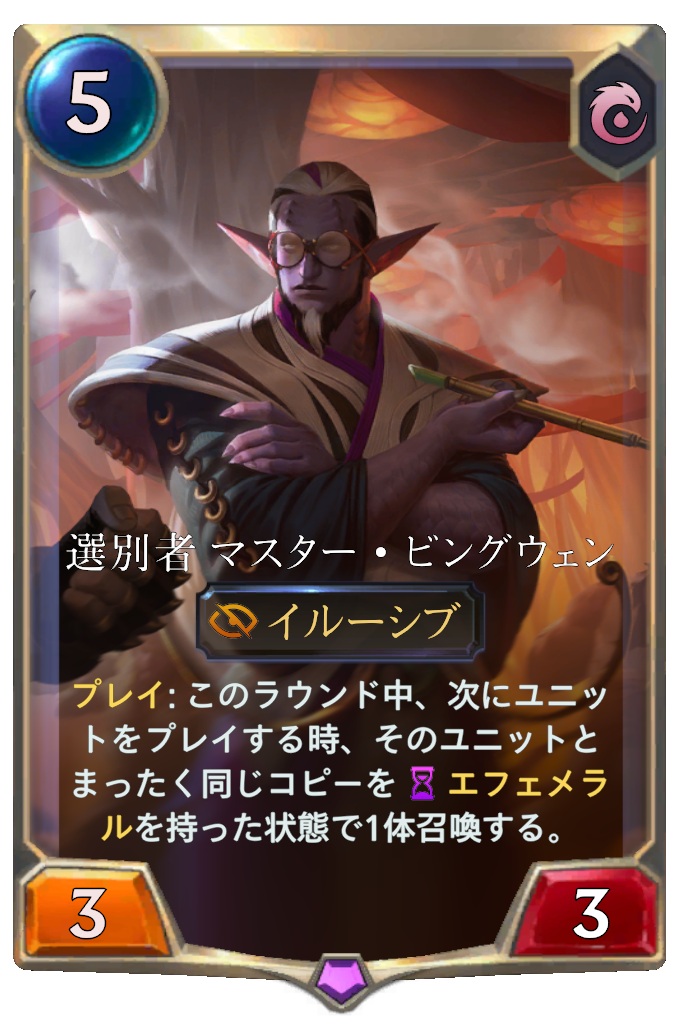 5
選別者 マスター・ビングウェン
イルーシブ
プレイ: このラウンド中、次にユニッ
トをプレイする時、そのユニットと
まったく同じコピーを エフェメラ
ルを持った状態で1体召喚する。
3
3